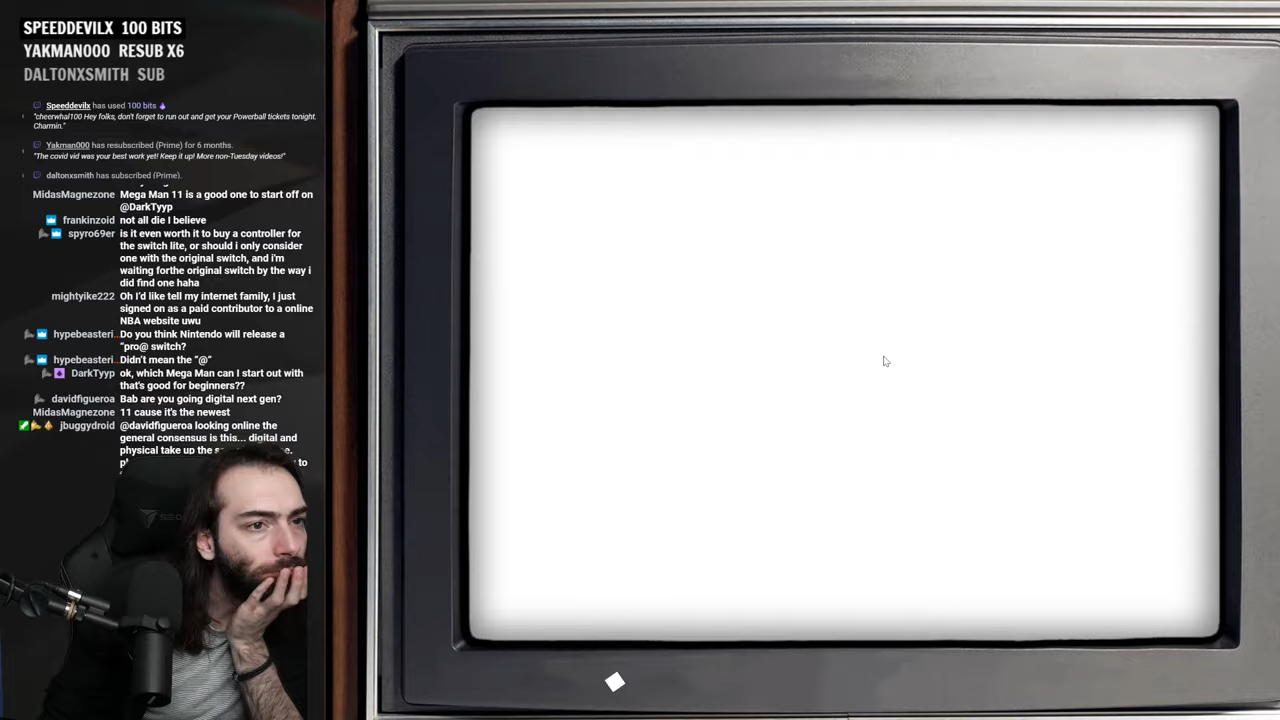 SPEEDDEVILX 100 BITS
YAKMAN000 RESUB X6
DALTONXSMITH SUB
Speeddevilx has used 100 bits
"cheerwhal100 Hey folks, don't forget to run out and get your Powerball tickets tonight.
Charmin."
Yakman000 has resubscribed (Prime) for 6 months.
"The covid vid was your best work yet! Keep it up! More non-Tuesday videos!"
daltonxsmith has subscribed (Prime).
MidasMagnezone Mega Man 11 is a good one to start off on
@DarkTyyp
frankinzoid not all die I believe
spyro69er is it even worth it to buy a controller for
the switch lite, or should i only consider
one with the original switch, and i'm
waiting forthe original switch by the way i
did find one haha
mightyike222 Oh I'd like tell my internet family, I just
signed on as a paid contributor to a online
NBA website uwu
hypebeasteri... Do you think Nintendo will release a
"pro@ switch?
hypebeasteri... Didn't mean the "@"
DarkTyyp ok, which Mega Man can I start out with
that's good for beginners??
davidfigueroa Bab are you going digital next gen?
MidasMagnezone 11 cause it's the newest
jbuggydroid @davidfigueroa looking online the
general consensus is this... digital and
physical take up the
to